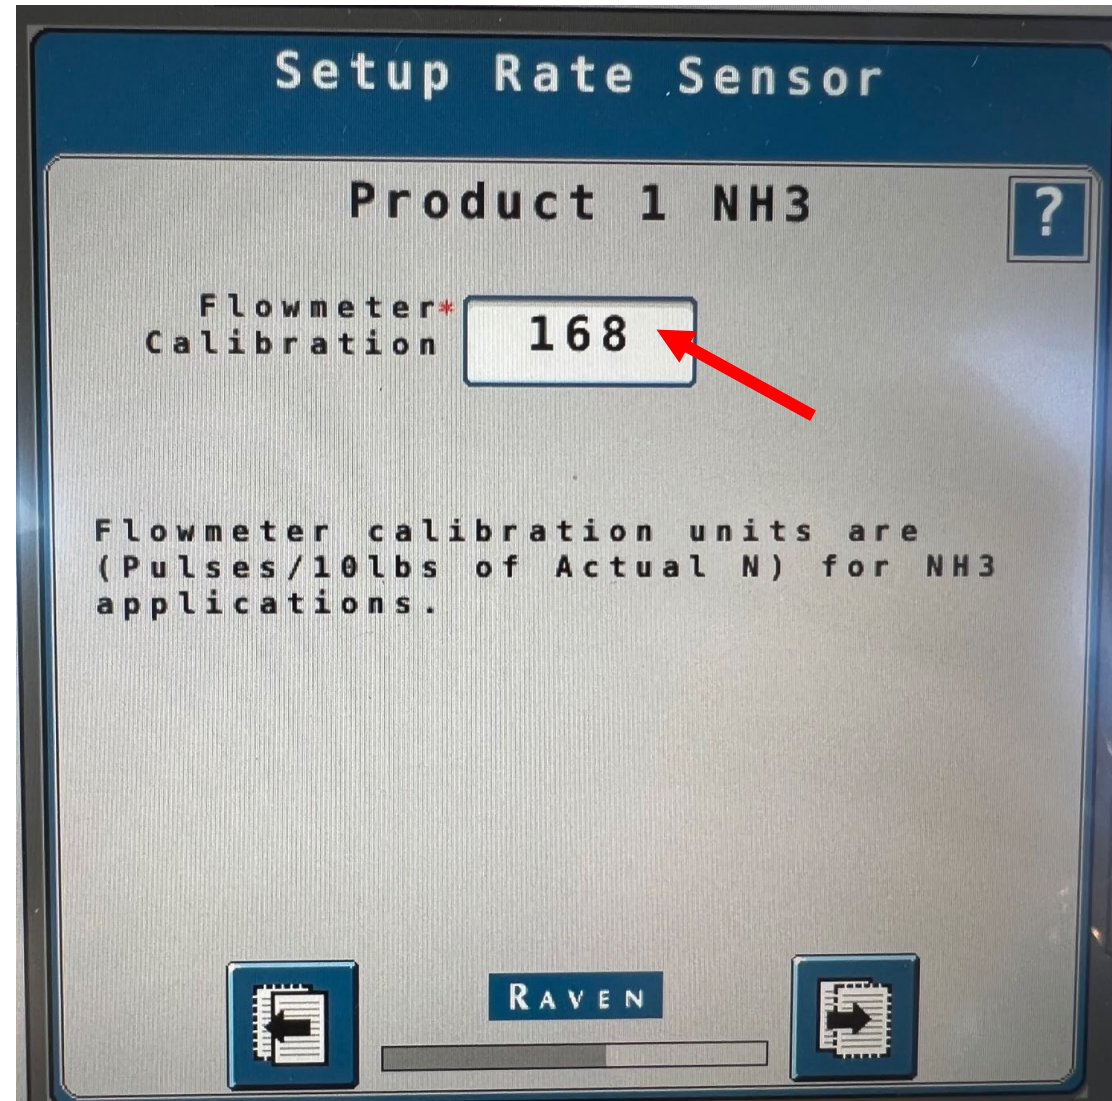 Setup Rate Sensor
Product 1 NH3
?
Flowmeter*
Calibration
168
Flowmeter calibration units are
(Pulses/10lbs of Actual N) for NH3
applications.
RAVEN